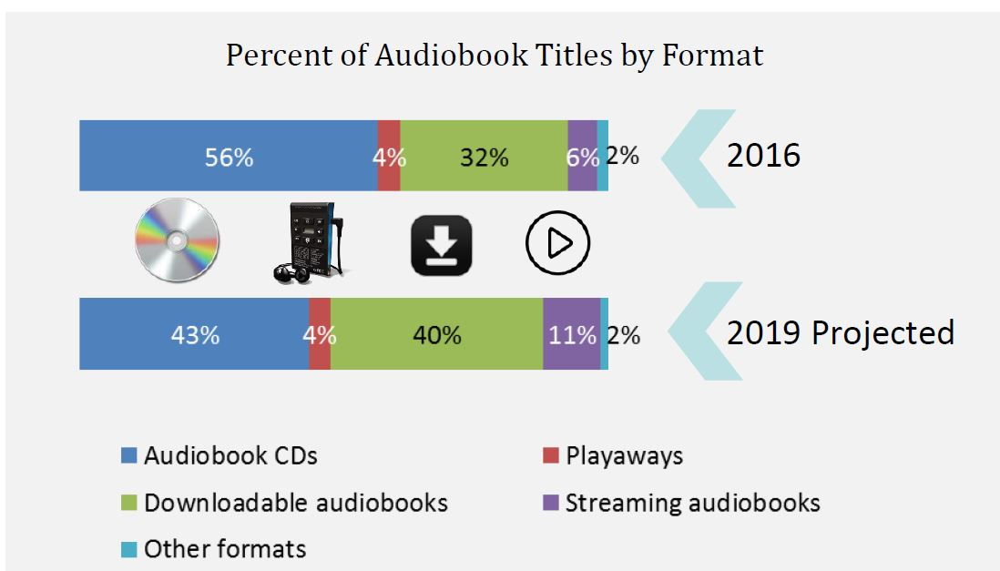 Percent of Audiobook Titles by Format
56% 4% 32% 6% 2% 2016
43% 4% 40% 11% 2% 2019 Projected
Audiobook CDs Playaways
Downloadable audiobooks Streaming audiobooks
Other formats